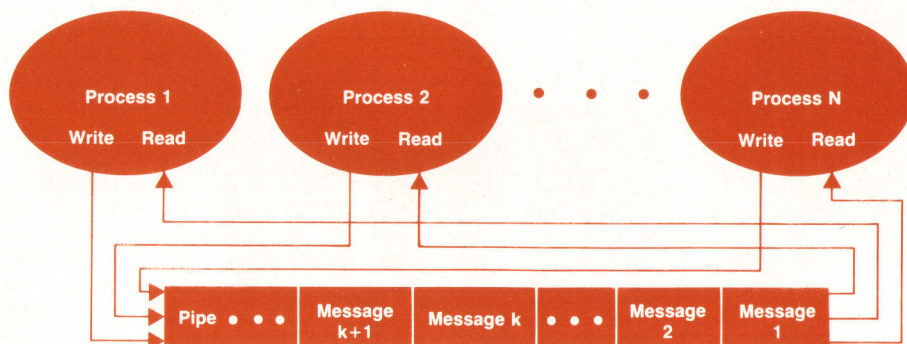 Process 1
Process 2
• • •
Process N
Write Read
Write Read
Write Read
Pipe • • •
Message
k+1
Message k
• • •
Message
2
Message
1